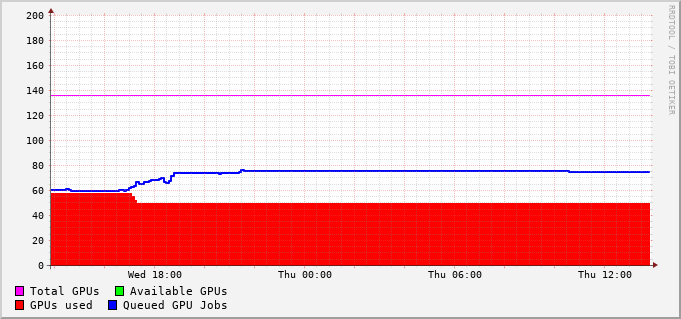 200
180
160
140
120
100
80
60
40
20
0
Wed 18:00 Thu 00:00 Thu 06:00 Thu 12:00
Total GPUs Available GPUs
GPUs used Queued GPU Jobs
RRDTOOL / TOBI OETIKER